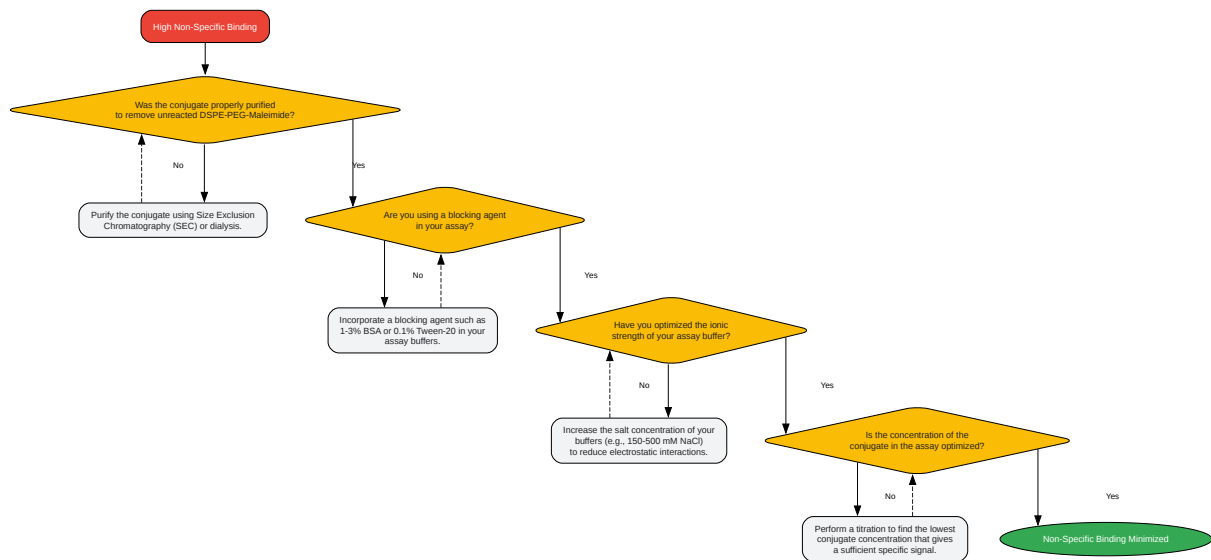 High Non-Specific Binding
Was the conjugate properly purified
to remove unreacted DSPE-PEG-Maleimide?
No
Yes
Purify the conjugate using Size Exclusion
Chromatography (SEC) or dialysis.
Are you using a blocking agent
in your assay?
No
Yes
Incorporate a blocking agent such as
1-3% BSA or 0.1% Tween-20 in your
assay buffers.
Have you optimized the ionic
strength of your assay buffer?
No
Yes
Increase the salt concentration of your
buffers (e.g., 150-500 mM NaCl)
to reduce electrostatic interactions.
Is the concentration of the
conjugate in the assay optimized?
No
Yes
Perform a titration to find the lowest
conjugate concentration that gives
a sufficient specific signal.
Non-Specific Binding Minimized